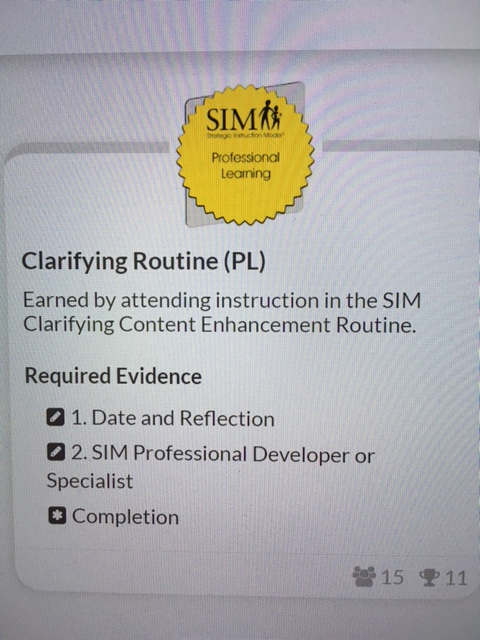 SIM
Strategic Instruction Model®
Professional
Learning
Clarifying Routine (PL)
Earned by attending instruction in the SIM
Clarifying Content Enhancement Routine.
Required Evidence
1. Date and Reflection
2. SIM Professional Developer or
Specialist
Completion
15 11